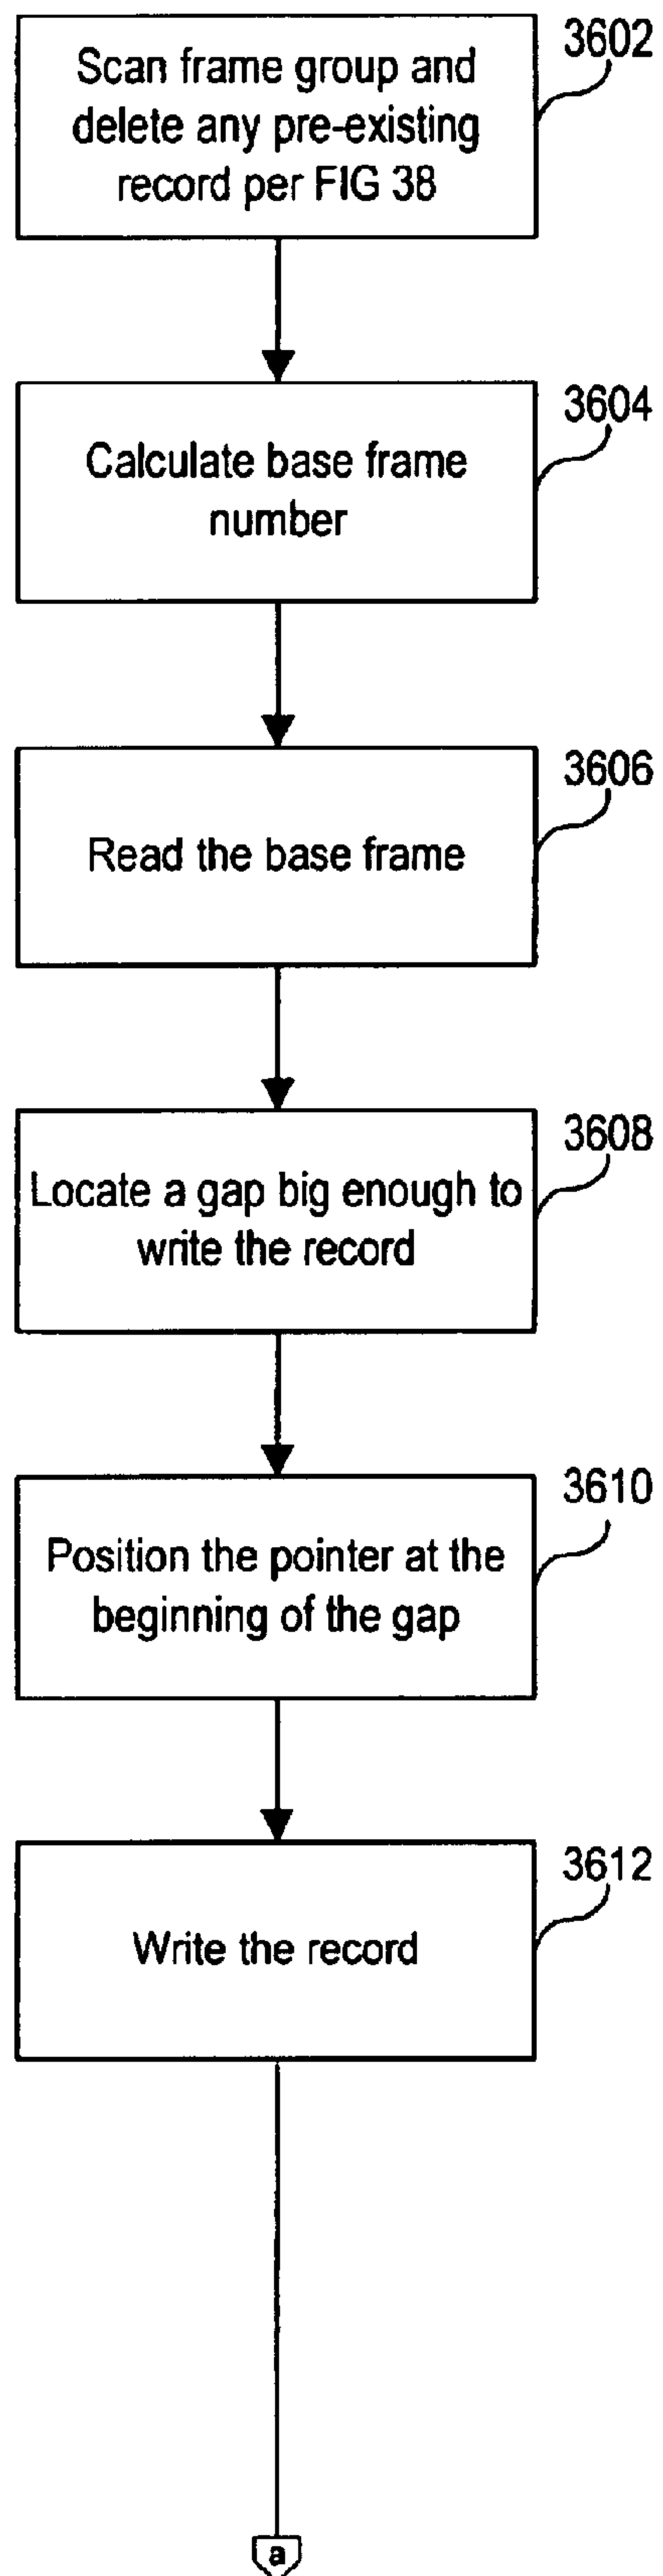 3602
Scan frame group and
delete any pre-existing
record per FIG 38
3604
Calculate base frame
number
3606
Read the base frame
3608
Locate a gap big enough to
write the record
3610
Position the pointer at the
beginning of the gap
3612
Write the record
a